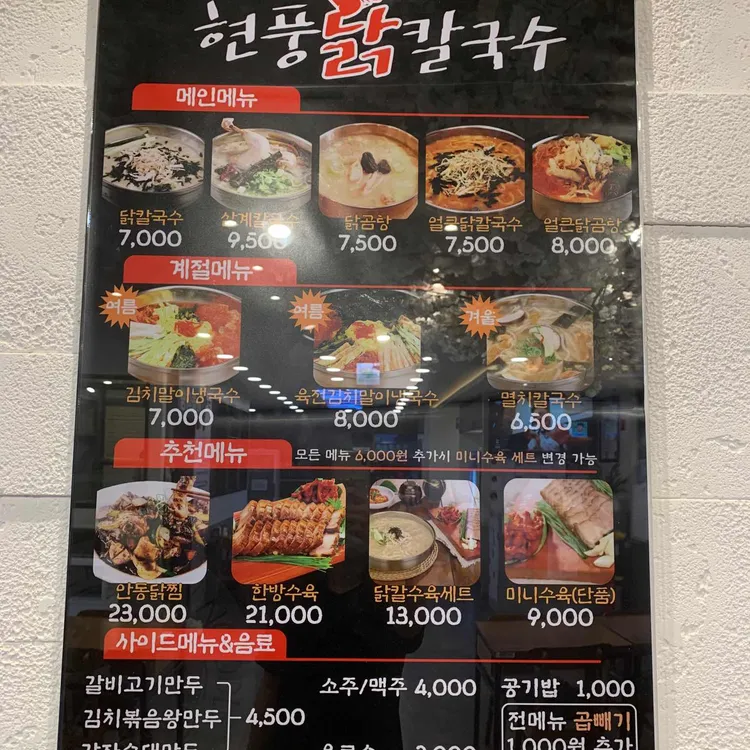 현풍닭칼국수
메인메뉴
닭칼국수 삼계칼국수 닭곰탕 얼큰닭칼국수 얼큰닭곰탕
7,000 9,500 7,500 7,500 8,000
계절메뉴
여름 여름 겨울
김치말이냉국수 육전김치말이냉국수 멸치칼국수
7,000 8,000 6,500
추천메뉴 모든 메뉴 6,000원 추가시 미니수육 세트 변경 가능
안동닭찜 한방수육 닭칼수육세트 미니수육(단품)
23,000 21,000 13,000 9,000
사이드메뉴&음료
갈비고기만두 소주/맥주 4,000 공기밥 1,000
김치볶음왕만두 4,500 전메뉴 곱빼기
1,000원 추가